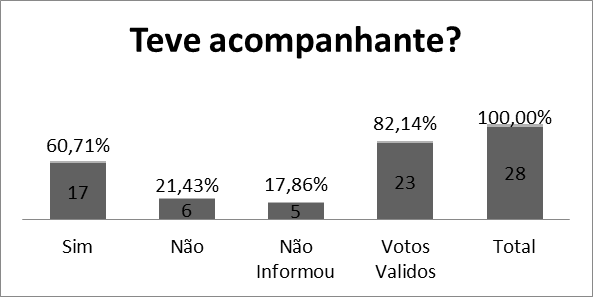 Teve acompanhante?
60,71%
21,43%
17,86%
82,14%
100,00%
17
6
5
23
28
Sim
Não
Não
Informou
Votos
Validos
Total